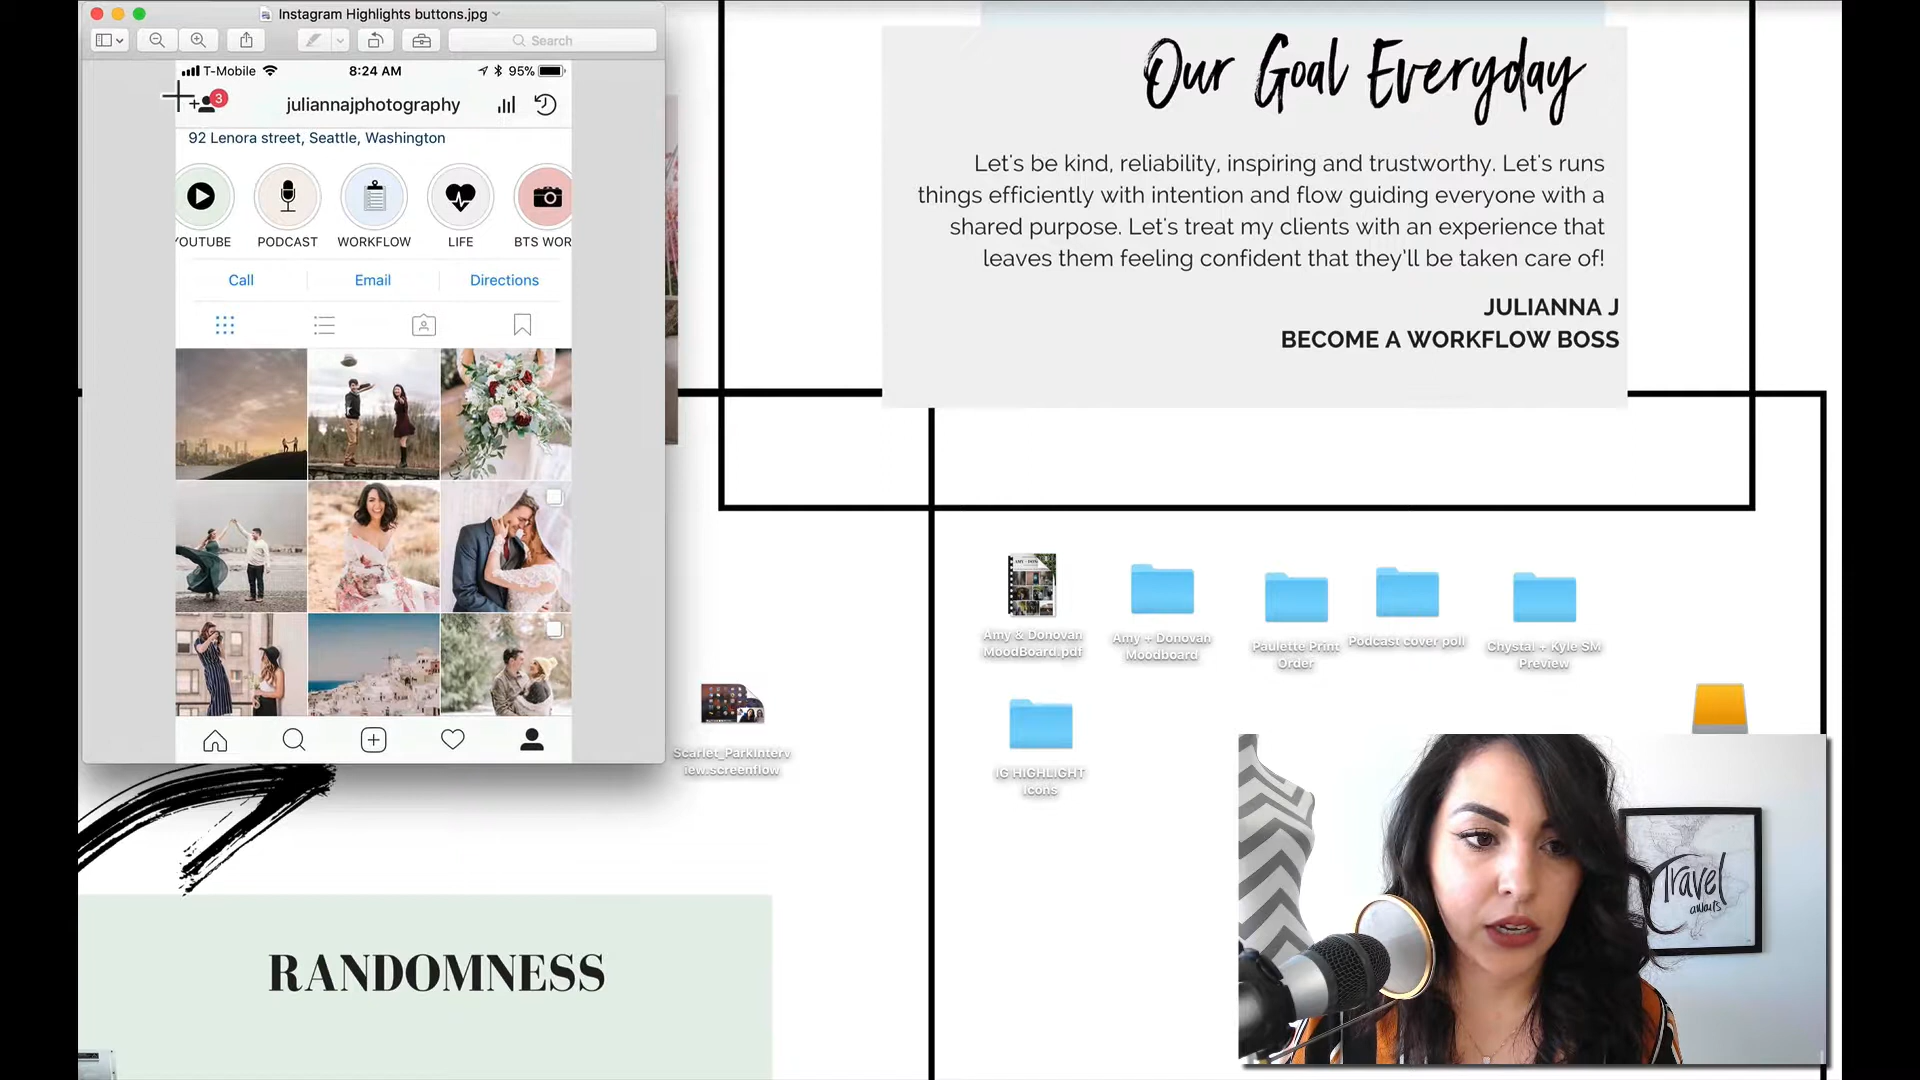 Instagram Highlights buttons.jpg
Search
T-Mobile
8:24 AM
95%
3
juliannajphotography
92 Lenora street, Seattle, Washington
YOUTUBE
PODCAST
WORKFLOW
LIFE
BTS WOR
Call
Email
Directions
Our Goal Everyday
Let's be kind, reliability, inspiring and trustworthy. Let's runs
things efficiently with intention and flow guiding everyone with a
shared purpose. Let's treat my clients with an experience that
leaves them feeling confident that they'll be taken care of!
JULIANNA J
BECOME A WORKFLOW BOSS
Amy & Donovan
MoodBoard.pdf
Amy + Donovan
Moodboard
Paulette Print
Order
Podcast cover poll
Chystal + Kyle SM
Preview
Scarlet_ParkInterv
iew.screenflow
IG HIGHLIGHT
Icons
Travel
always
RANDOMNESS